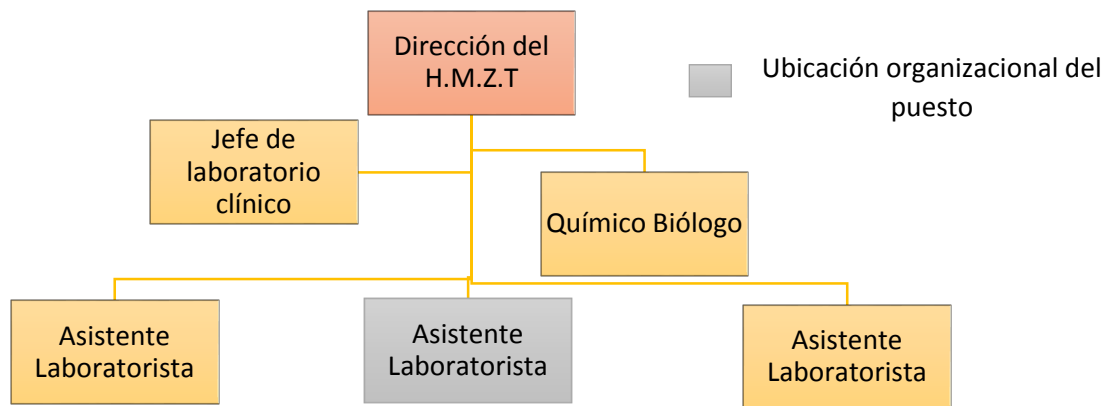 Dirección del
H.M.Z.T
Ubicación organizacional del
puesto
Jefe de
laboratorio
clínico
Químico Biólogo
Asistente
Laboratorista
Asistente
Laboratorista
Asistente
Laboratorista